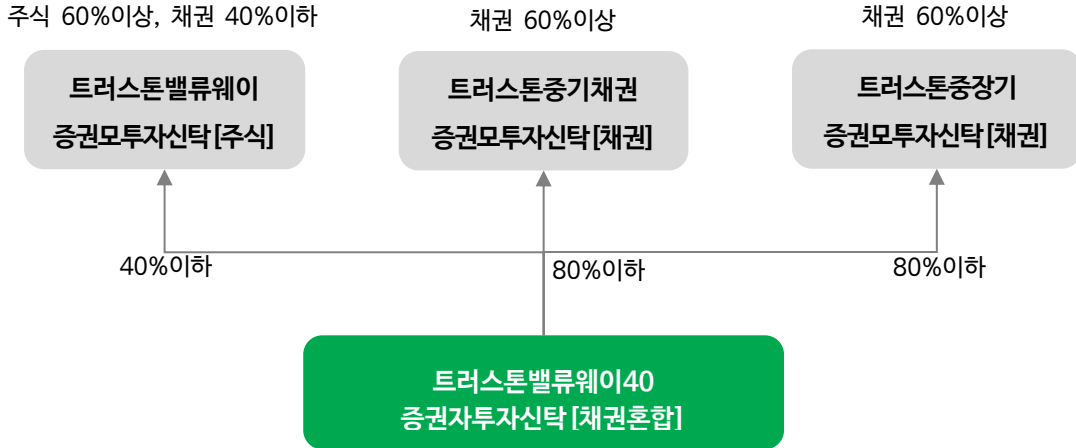 주식 60%이상, 채권 40%이하
채권 60%이상
채권 60%이상
트러스톤밸류웨이
증권모투자신탁[주식]
트러스톤중기채권
증권모투자신탁[채권]
트러스톤중장기
증권모투자신탁[채권]
40%이하
80%이하
80%이하
트러스톤밸류웨이40
증권자투자신탁[채권혼합]